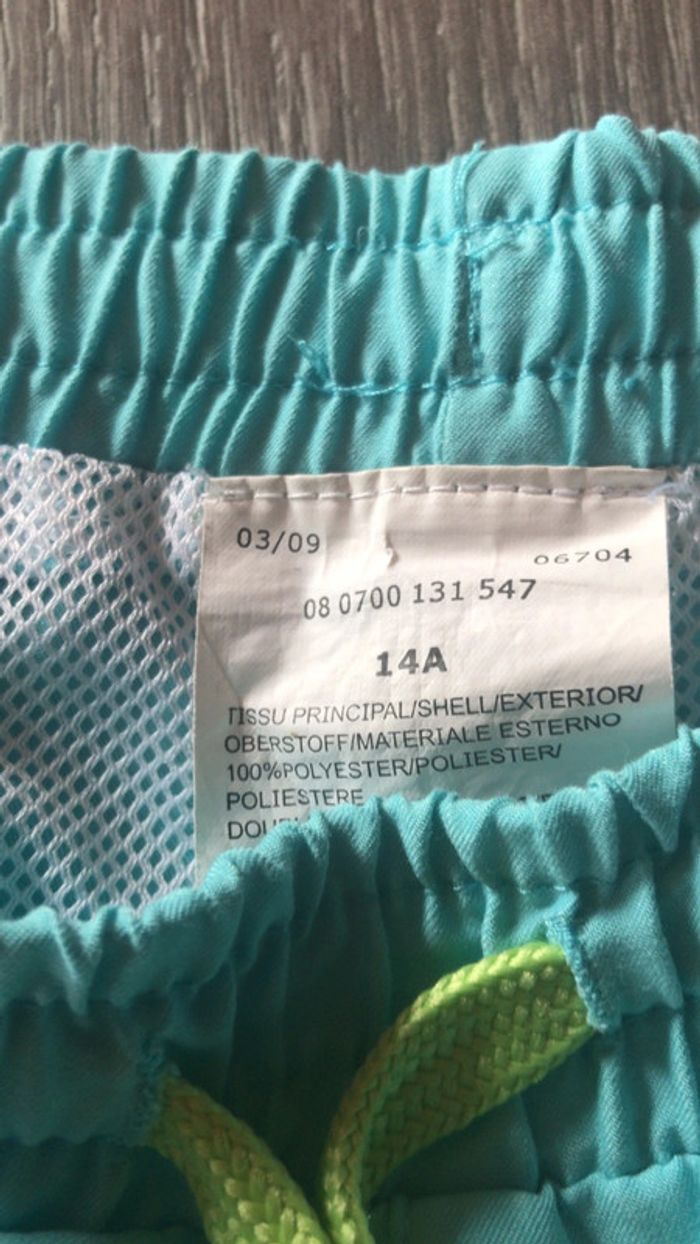 03/09
06704
08 0700 131 547
14A
TISSU PRINCIPAL/SHELL/EXTERIOR/
OBERSTOFF/MATERIALE ESTERNO
100%POLYESTER/POLIESTER/
POLIESTERE